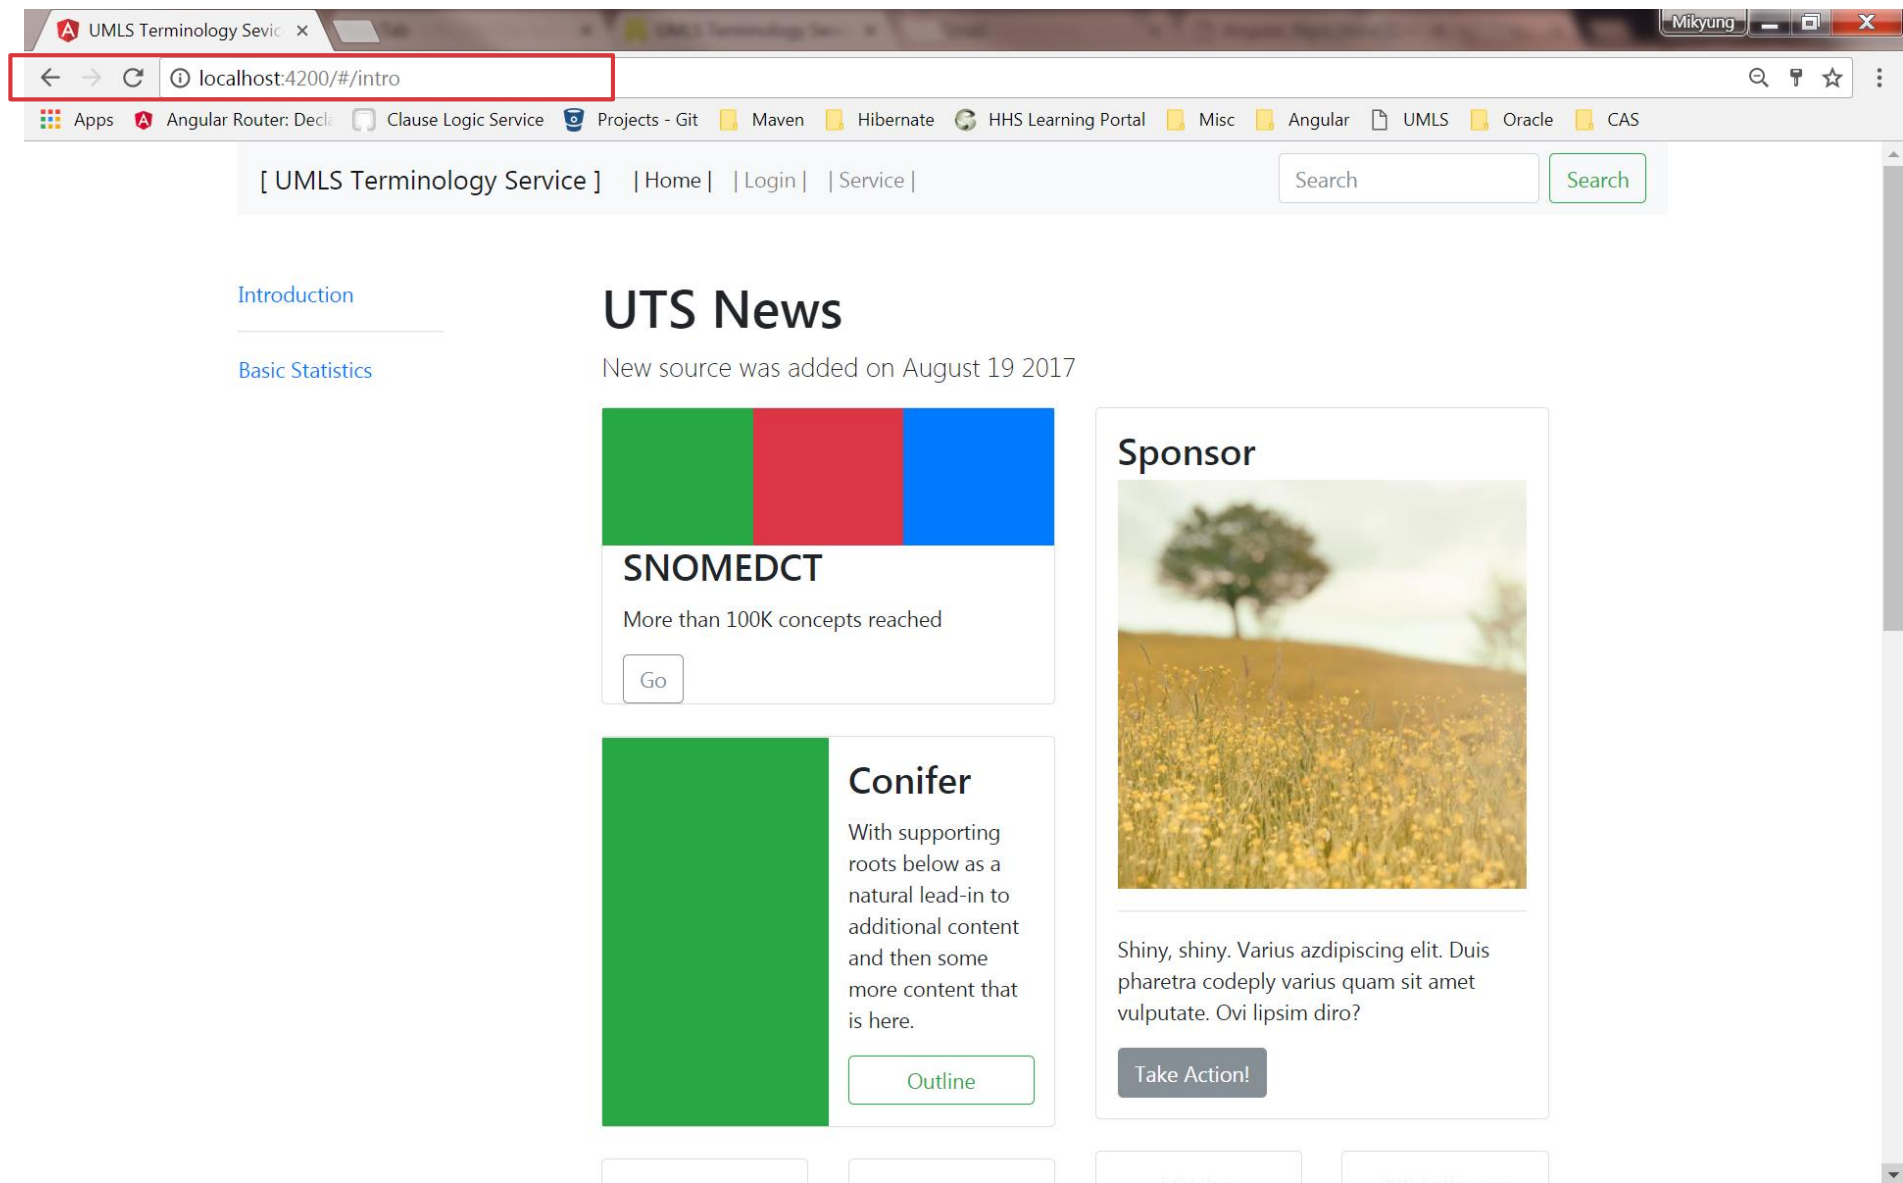 UMLS Terminology Sevic
Mikyung
localhost:4200/#/intro
Apps Angular Router: Decla Clause Logic Service Projects - Git Maven Hibernate HHS Learning Portal Misc Angular UMLS Oracle CAS
[ UMLS Terminology Service ] | Home | | Login | | Service | Search Search
Introduction
Basic Statistics
UTS News
New source was added on August 19 2017
SNOMEDCT
More than 100K concepts reached
Go
Conifer
With supporting
roots below as a
natural lead-in to
additional content
and then some
more content that
is here.
Outline
Sponsor
Shiny, shiny. Varius azdipiscing elit. Duis
pharetra codeply varius quam sit amet
vulputate. Ovi lipsim diro?
Take Action!